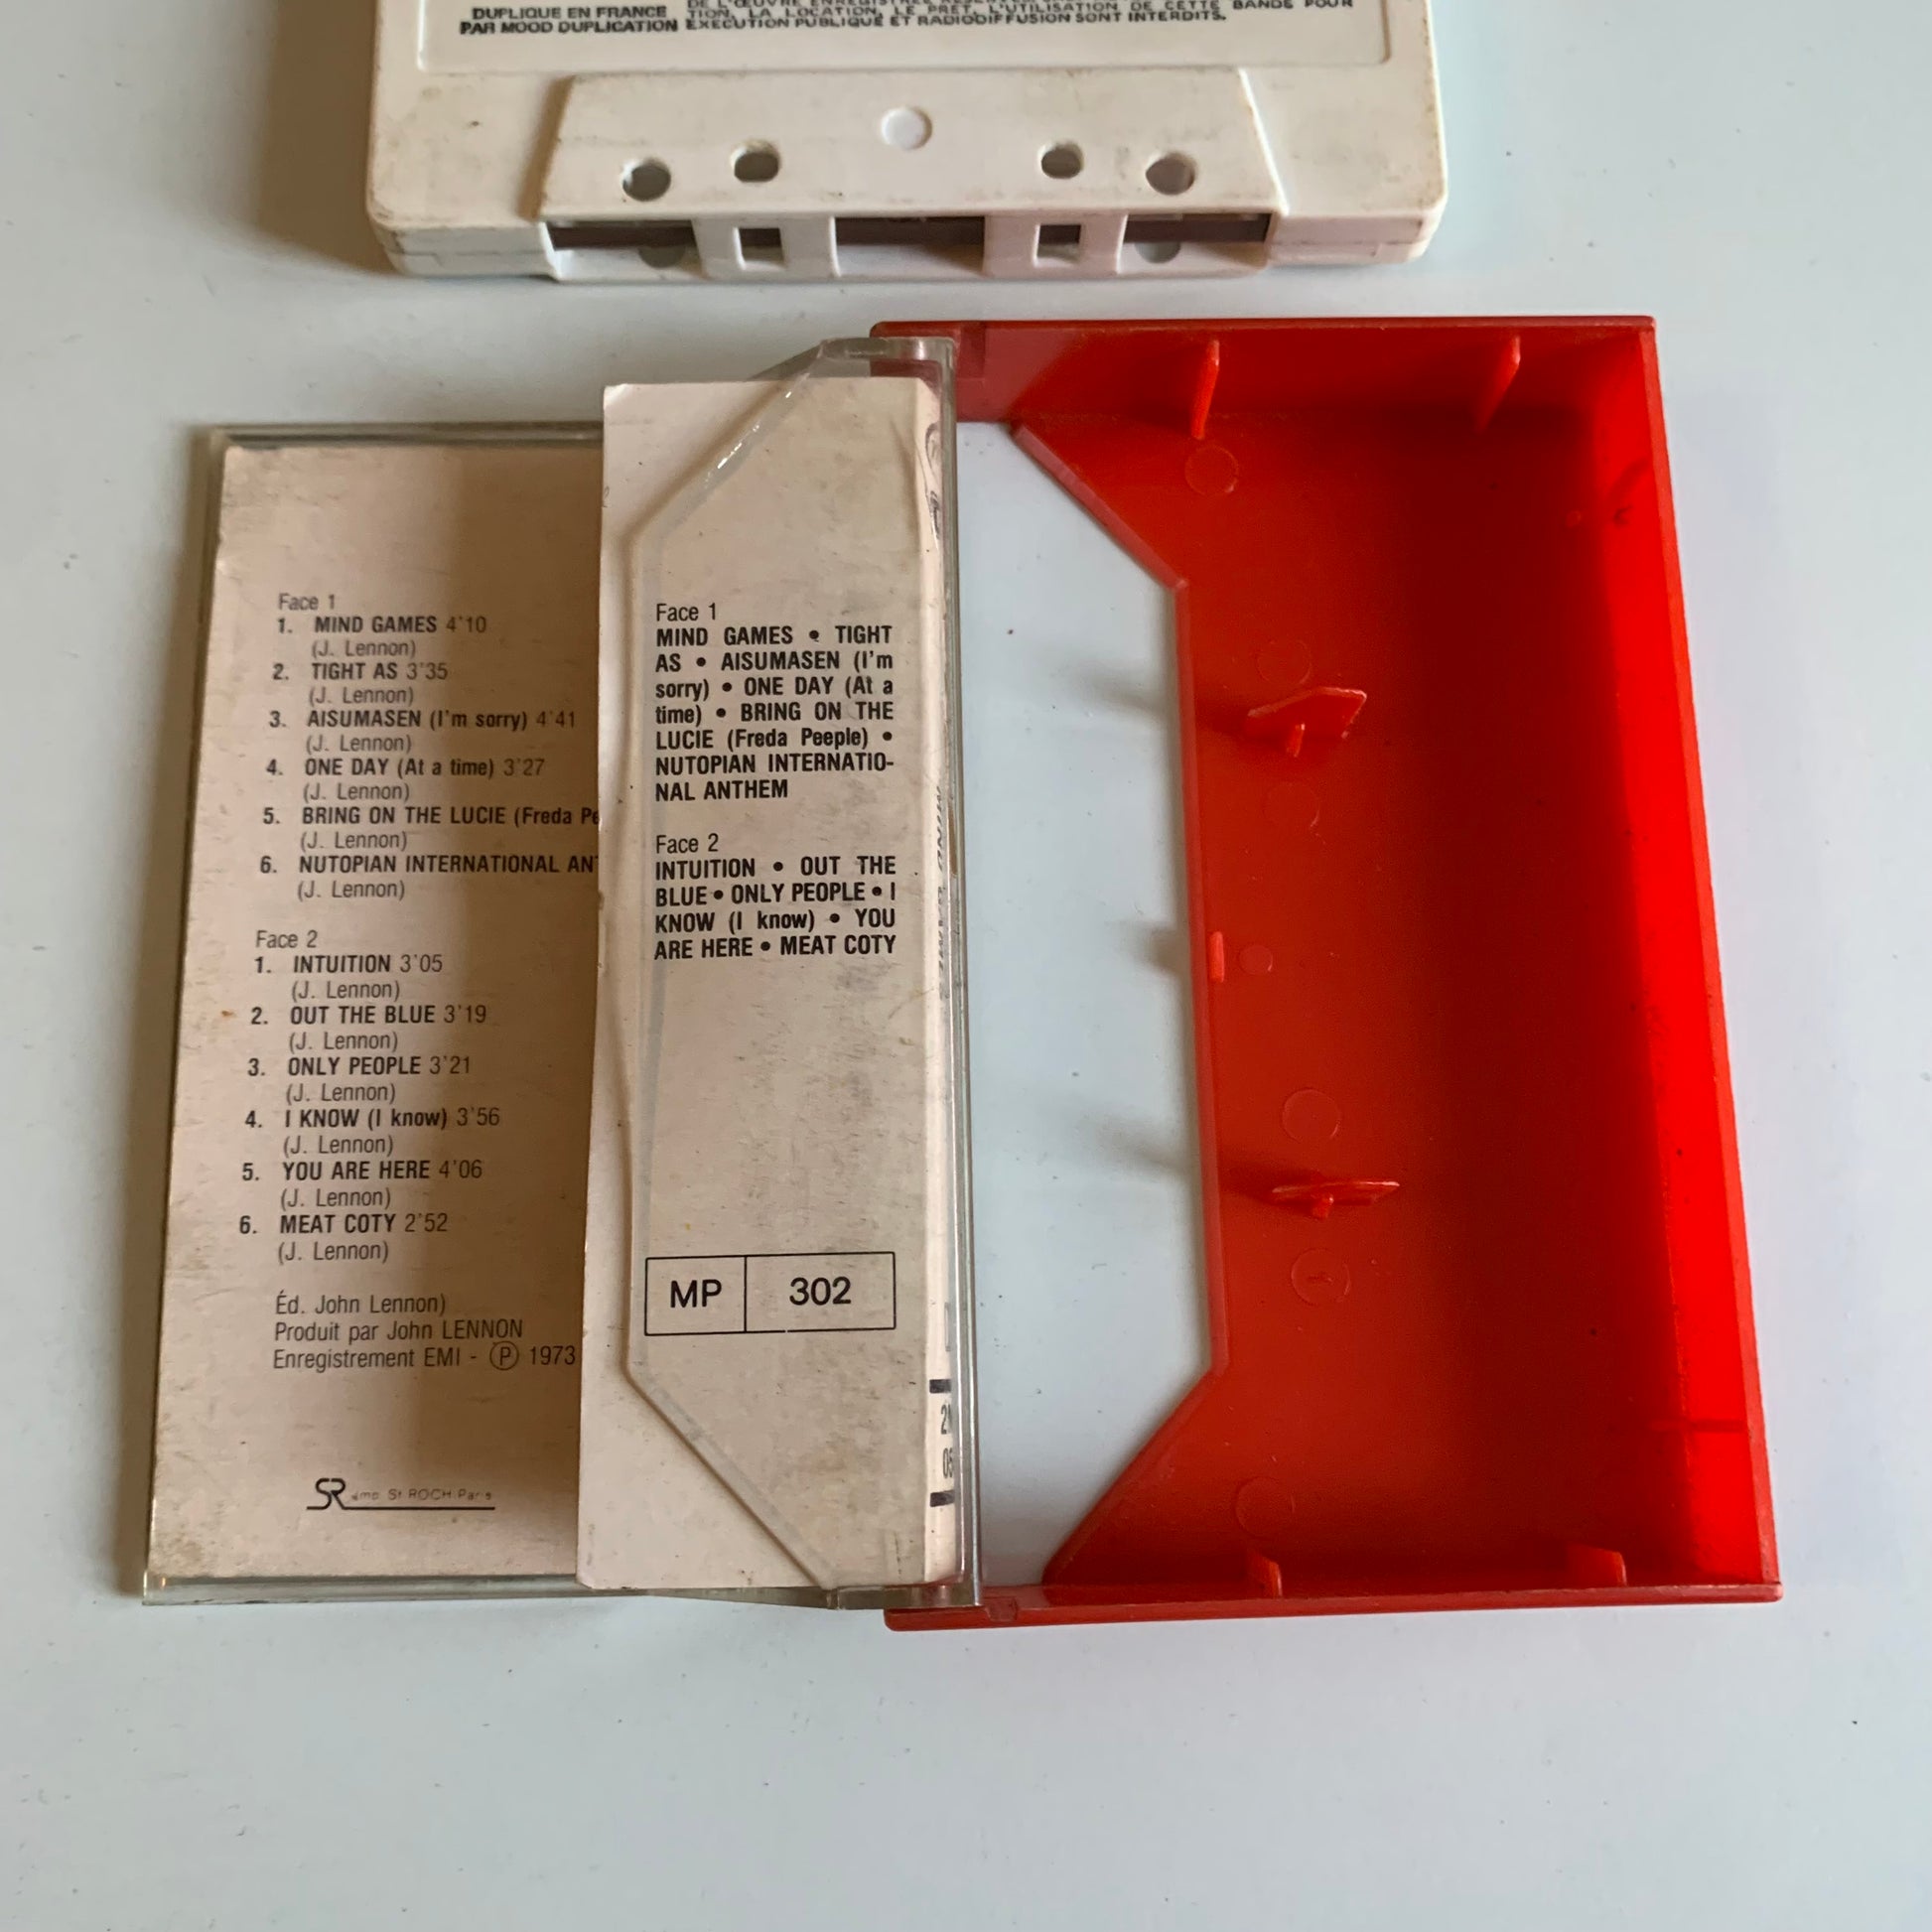 DE L'ŒUVRE
DUPLIQUE EN FRANCE TION, LA LOCATION, LE PRET, L'UTILISATION DE CETTE BANDE POUR
PAR MOOD DUPLICATION EXECUTION PUBLIQUE ET RADIODIFFUSION SONT INTERDITS.
Face 1
1. MIND GAMES 4'10
(J. Lennon)
2. TIGHT AS 3'35
(J. Lennon)
3. AISUMASEN (I'm sorry) 4'41
(J. Lennon)
4. ONE DAY (At a time) 3'27
(J. Lennon)
5. BRING ON THE LUCIE (Freda Pe
(J. Lennon)
6. NUTOPIAN INTERNATIONAL AN
(J. Lennon)
Face 2
1. INTUITION 3'05
(J. Lennon)
2. OUT THE BLUE 3'19
(J. Lennon)
3. ONLY PEOPLE 3'21
(J. Lennon)
4. I KNOW (I know) 3'56
(J. Lennon)
5. YOU ARE HERE 4'06
(J. Lennon)
6. MEAT COTY 2'52
(J. Lennon)
Éd. John Lennon)
Produit par John LENNON
Enregistrement EMI - Ⓟ 1973
SR imp St ROCH-Paris
Face 1
MIND GAMES • TIGHT
AS • AISUMASEN (I'm
sorry) • ONE DAY (At a
time) • BRING ON THE
LUCIE (Freda Peeple) •
NUTOPIAN INTERNATIO-
NAL ANTHEM
Face 2
INTUITION • OUT THE
BLUE • ONLY PEOPLE • I
KNOW (I know) • YOU
ARE HERE • MEAT COTY
MP 302